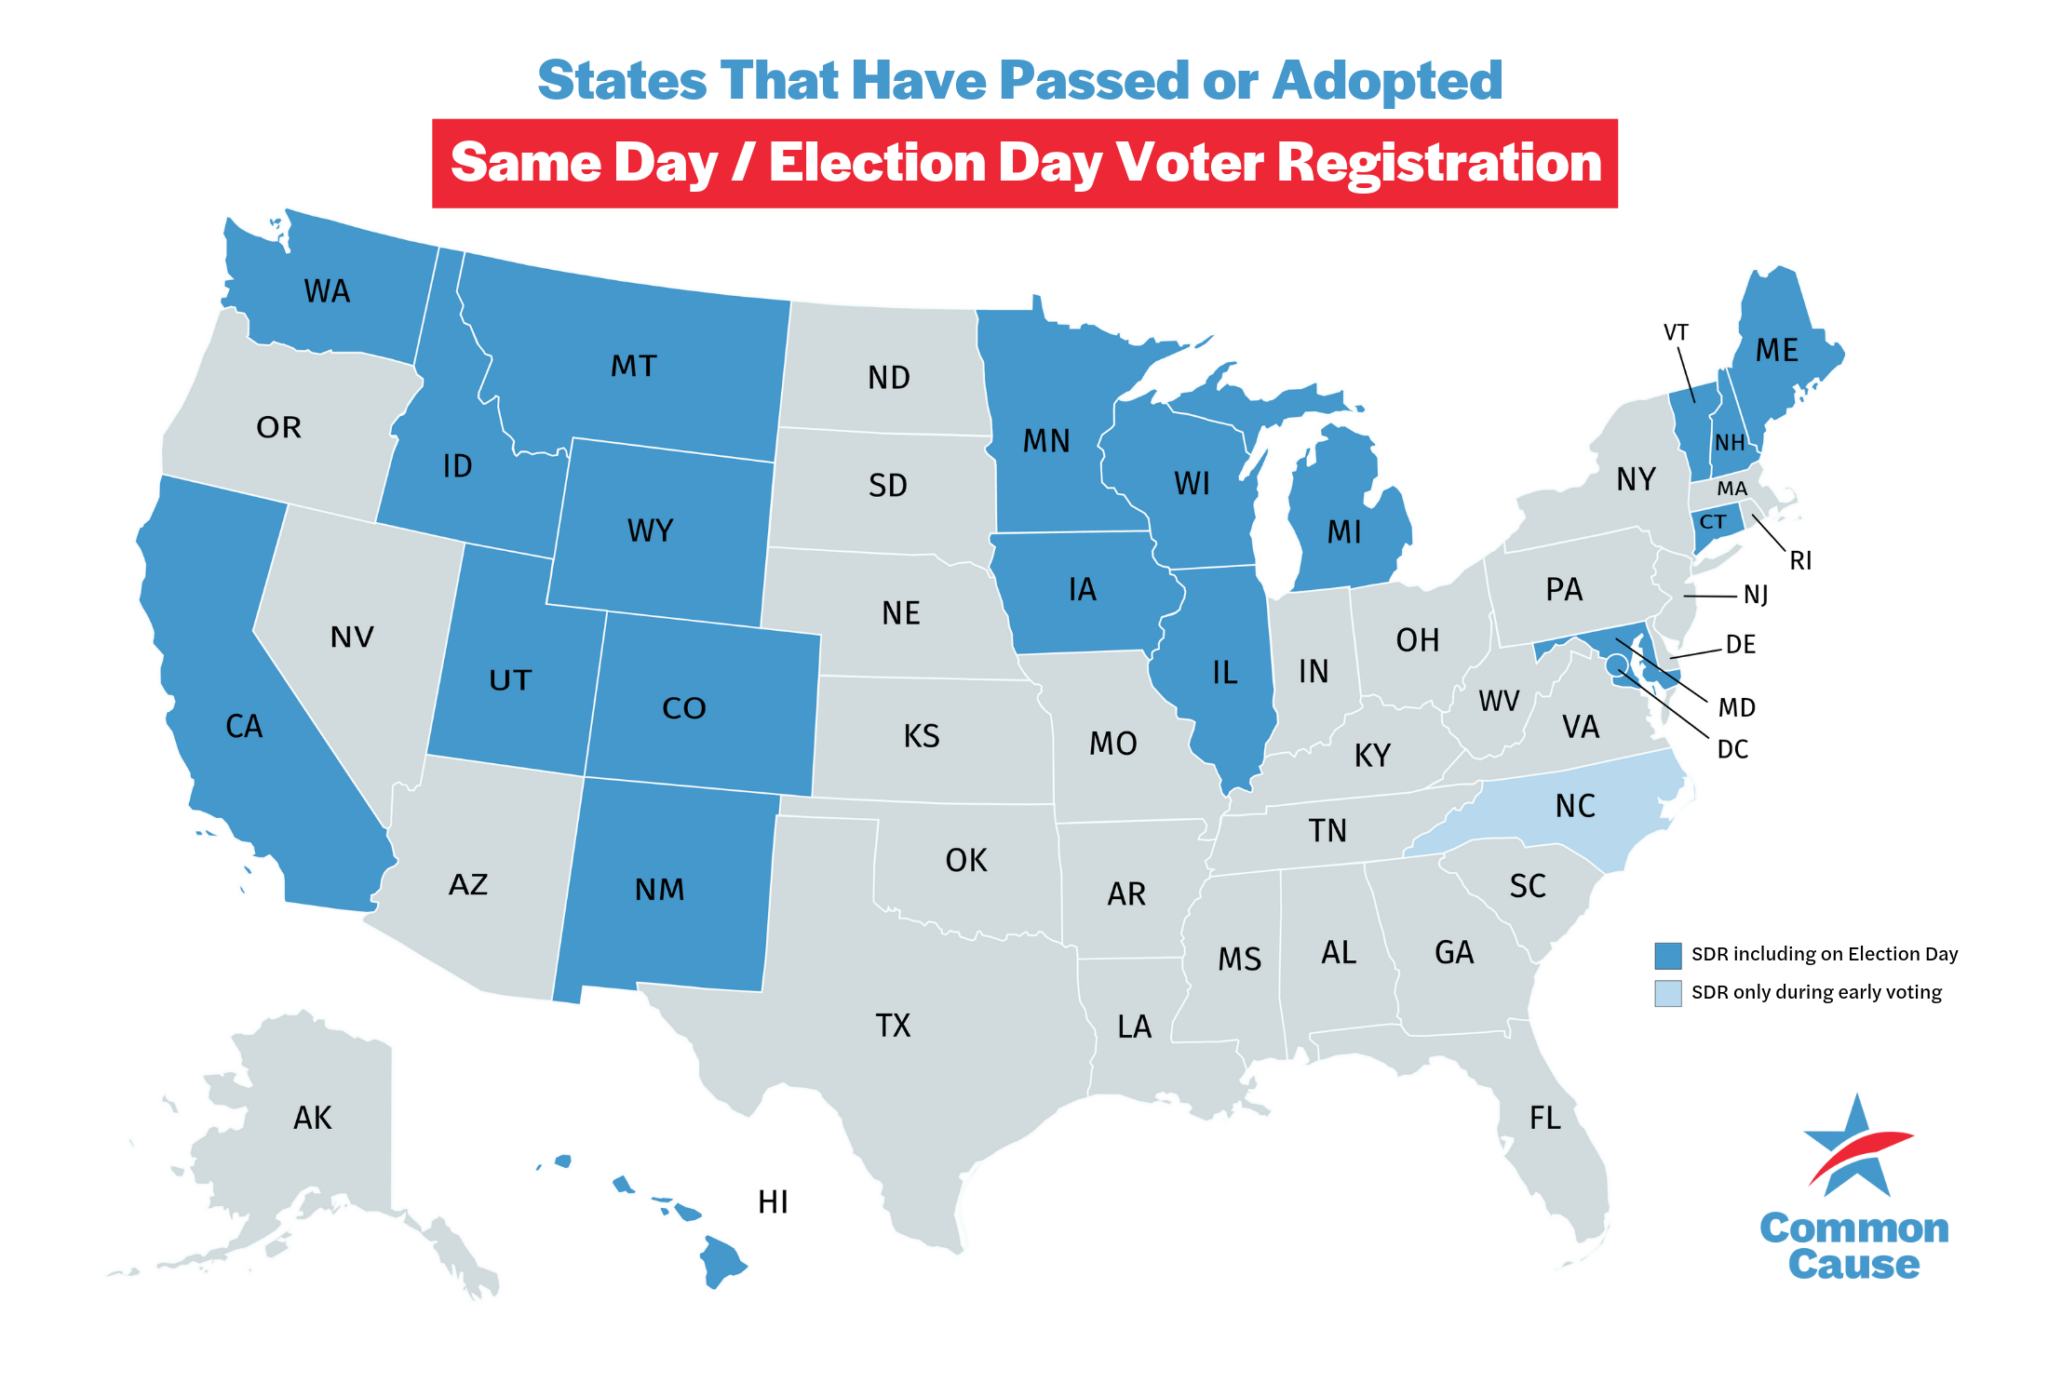 States That Have Passed or Adopted
Same Day / Election Day Voter Registration
WA
MT
ND
MN
VT
ME
OR
ID
SD
WI
MI
NY
NH
MA
CT
RI
WY
IA
NE
NV
UT
CO
CA
KS
MO
IL
IN
OH
PA
NJ
DE
MD
DC
WV
VA
KY
NC
TN
OK
AR
AZ
NM
SC
MS
AL
GA
TX
LA
FL
AK
HI
SDR including on Election Day
SDR only during early voting
Common
Cause